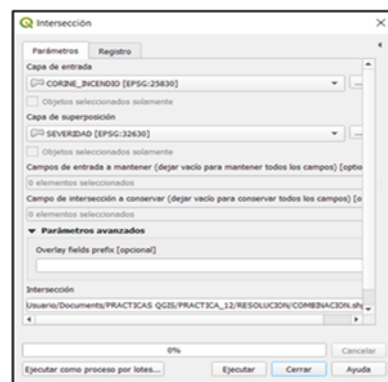 Intersección
Parámetros
Registro
Capa de entrada
CORINE_INCENDIO [EPSG:25830]
...
Objetos seleccionados solamente
Capa de superposición
SEVERIDAD [EPSG:32630]
...
Objetos seleccionados solamente
Campos de entrada a mantener (dejar vacío para mantener todos los campos) [optio
0 elementos seleccionados
Campo de intersección a conservar (dejar vacío para conservar todos los campos) [o
0 elementos seleccionados
Parámetros avanzados
Overlay fields prefix [opcional]
Intersección
Usuario/Documents/PRACTICAS QGIS/PRACTICA_12/RESOLUCION/COMBINACION.shp
0%
Cancelar
Ejecutar como proceso por lotes...
Ejecutar
Cerrar
Ayuda